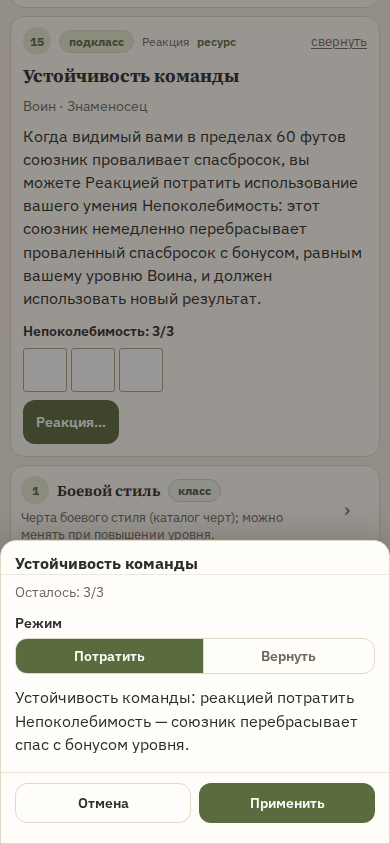 15 подкласс Реакция ресурс свернуть
Устойчивость команды
Воин · Знаменосец
Когда видимый вами в пределах 60 футов
союзник проваливает спасбросок, вы
можете Реакцией потратить использование
вашего умения Непоколебимость: этот
союзник немедленно перебрасывает
проваленный спасбросок с бонусом, равным
вашему уровню Воина, и должен
использовать новый результат.
Непоколебимость: 3/3
Реакция...
1 Боевой стиль класс
Черта боевого стиля (каталог черт); можно
менять при повышении уровня.
›
Устойчивость команды
Осталось: 3/3
Режим
Потратить Вернуть
Устойчивость команды: реакцией потратить
Непоколебимость — союзник перебрасывает
спас с бонусом уровня.
Отмена Применить